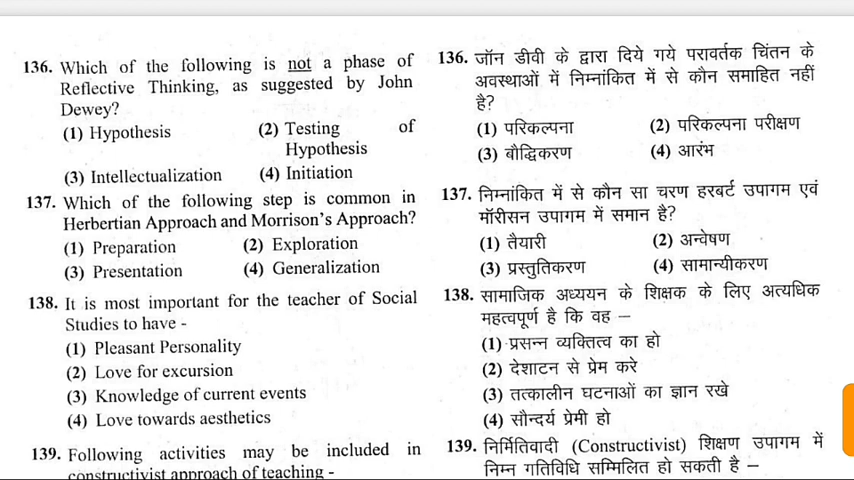 136. Which of the following is not a phase of
Reflective Thinking, as suggested by John
Dewey?
(1) Hypothesis (2) Testing of
Hypothesis
(3) Intellectualization (4) Initiation
137. Which of the following step is common in
Herbertian Approach and Morrison's Approach?
(1) Preparation (2) Exploration
(3) Presentation (4) Generalization
138. It is most important for the teacher of Social
Studies to have -
(1) Pleasant Personality
(2) Love for excursion
(3) Knowledge of current events
(4) Love towards aesthetics
139. Following activities may be included in
constructivist approach of teaching -
136. जॉन डीवी के द्वारा दिये गये परावर्तक चिंतन के
अवस्थाओं में निम्नांकित में से कौन समाहित नहीं
है?
(1) परिकल्पना (2) परिकल्पना परीक्षण
(3) बौद्धिकरण (4) आरंभ
137. निम्नांकित में से कौन सा चरण हरबर्ट उपागम एवं
मॉरीसन उपागम में समान है?
(1) तैयारी (2) अन्वेषण
(3) प्रस्तुतिकरण (4) सामान्यीकरण
138. सामाजिक अध्ययन के शिक्षक के लिए अत्यधिक
महत्वपूर्ण है कि वह –
(1) प्रसन्न व्यक्तित्व का हो
(2) देशाटन से प्रेम करे
(3) तत्कालीन घटनाओं का ज्ञान रखे
(4) सौन्दर्य प्रेमी हो
139. निर्मितिवादी (Constructivist) शिक्षण उपागम में
निम्न गतिविधि सम्मिलित हो सकती है –